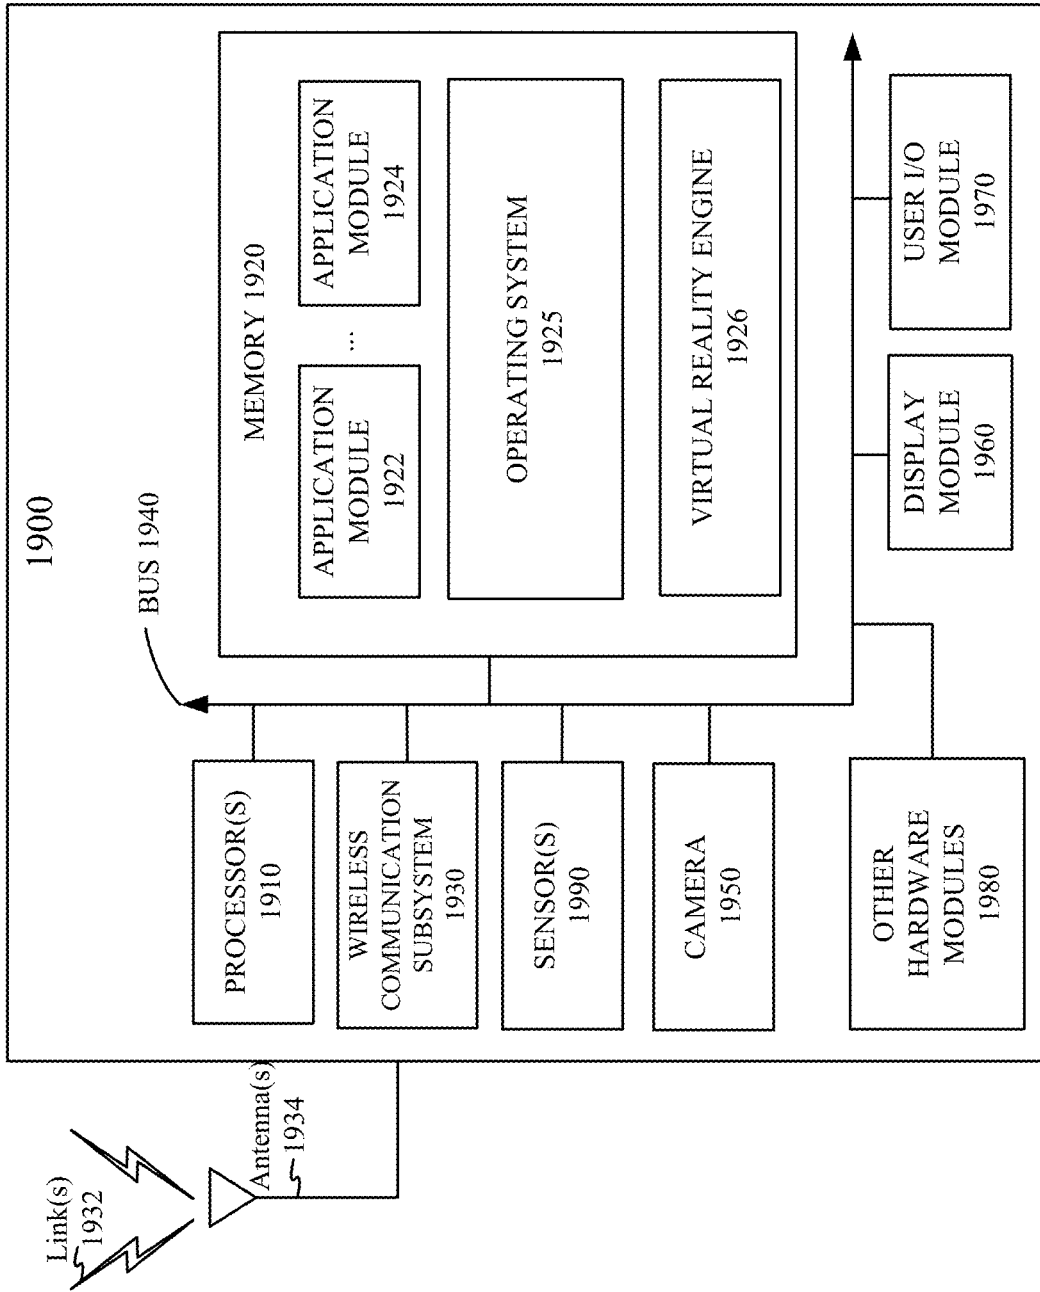 1900
Link(s)
1932
Antenna(s)
1934
BUS 1940
PROCESSOR(S)
1910
WIRELESS
COMMUNICATION
SUBSYSTEM
1930
SENSOR(S)
1990
CAMERA
1950
OTHER
HARDWARE
MODULES
1980
MEMORY 1920
APPLICATION
MODULE
1922
...
APPLICATION
MODULE
1924
OPERATING SYSTEM
1925
VIRTUAL REALITY ENGINE
1926
DISPLAY
MODULE
1960
USER I/O
MODULE
1970